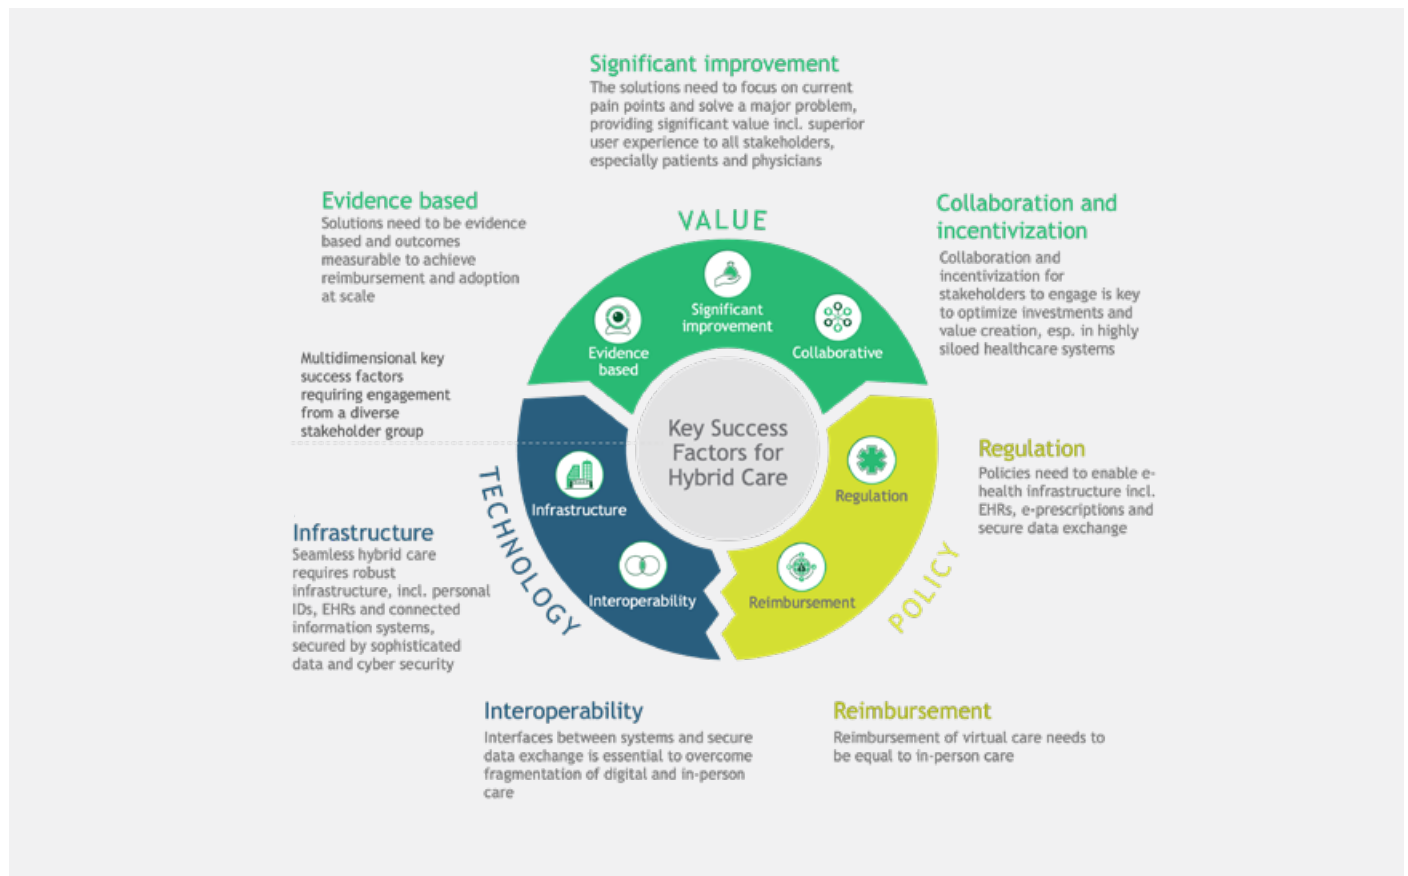 Significant improvement
The solutions need to focus on current
pain points and solve a major problem,
providing significant value incl. superior
user experience to all stakeholders,
especially patients and physicians
Evidence based
Solutions need to be evidence
based and outcomes
measurable to achieve
reimbursement and adoption
at scale
Collaboration and
incentivization
Collaboration and
incentivization for
stakeholders to engage is key
to optimize investments and
value creation, esp. in highly
siloed healthcare systems
Multidimensional key
success factors
requiring engagement
from a diverse
stakeholder group
VALUE
Evidence
based
Significant
improvement
Collaborative
Key Success
Factors for
Hybrid Care
TECHNOLOGY
Infrastructure
Interoperability
POLICY
Regulation
Reimbursement
Regulation
Policies need to enable e-
health infrastructure incl.
EHRs, e-prescriptions and
secure data exchange
Infrastructure
Seamless hybrid care
requires robust
infrastructure, incl. personal
IDs, EHRs and connected
information systems,
secured by sophisticated
data and cyber security
Interoperability
Interfaces between systems and secure
data exchange is essential to overcome
fragmentation of digital and in-person
care
Reimbursement
Reimbursement of virtual care needs to
be equal to in-person care